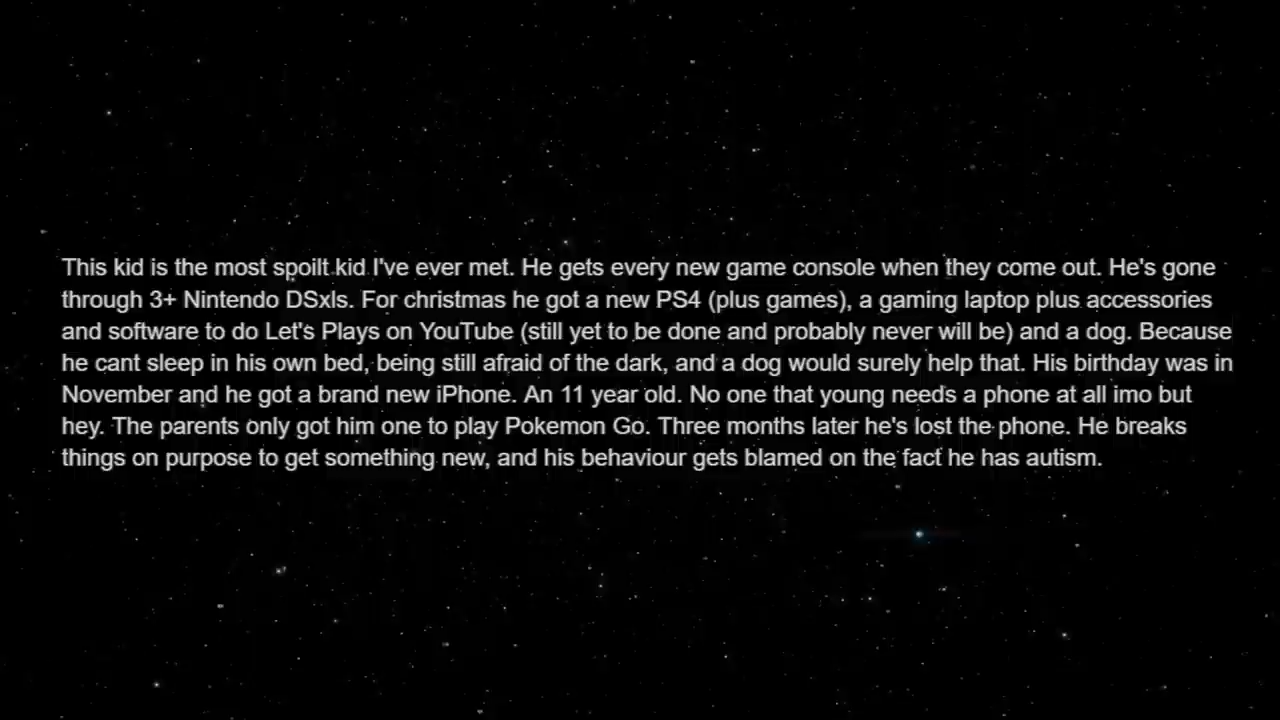 This kid is the most spoilt kid I've ever met. He gets every new game console when they come out. He's gone
through 3+ Nintendo DSxls. For christmas he got a new PS4 (plus games), a gaming laptop plus accessories
and software to do Let's Plays on YouTube (still yet to be done and probably never will be) and a dog. Because
he cant sleep in his own bed, being still afraid of the dark, and a dog would surely help that. His birthday was in
November and he got a brand new iPhone. An 11 year old. No one that young needs a phone at all imo but
hey. The parents only got him one to play Pokemon Go. Three months later he's lost the phone. He breaks
things on purpose to get something new, and his behaviour gets blamed on the fact he has autism.